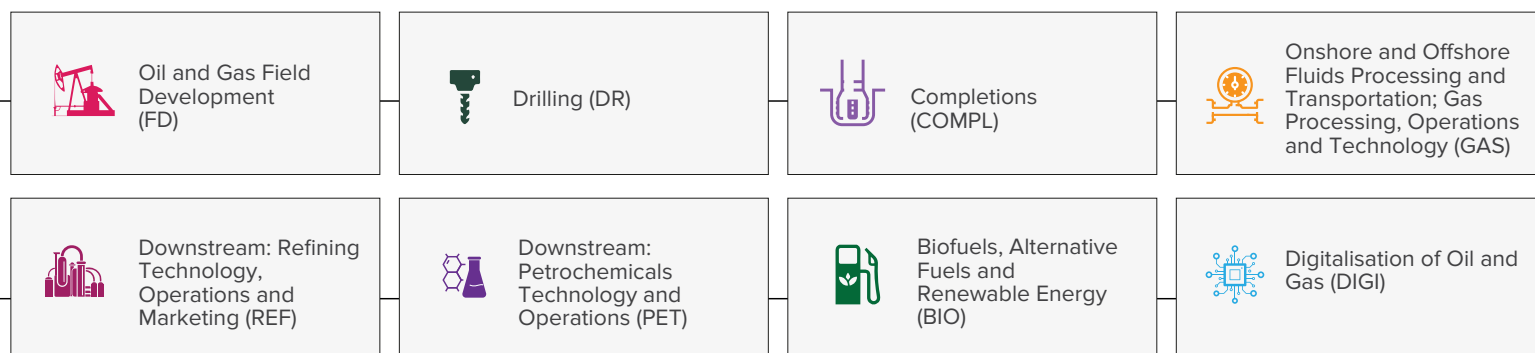 Oil and Gas Field
Development
(FD)
Drilling (DR)
Completions
(COMPL)
Onshore and Offshore
Fluids Processing and
Transportation; Gas
Processing, Operations
and Technology (GAS)
Downstream: Refining
Technology,
Operations and
Marketing (REF)
Downstream:
Petrochemicals
Technology and
Operations (PET)
Biofuels, Alternative
Fuels and
Renewable Energy
(BIO)
Digitalisation of Oil and
Gas (DIGI)